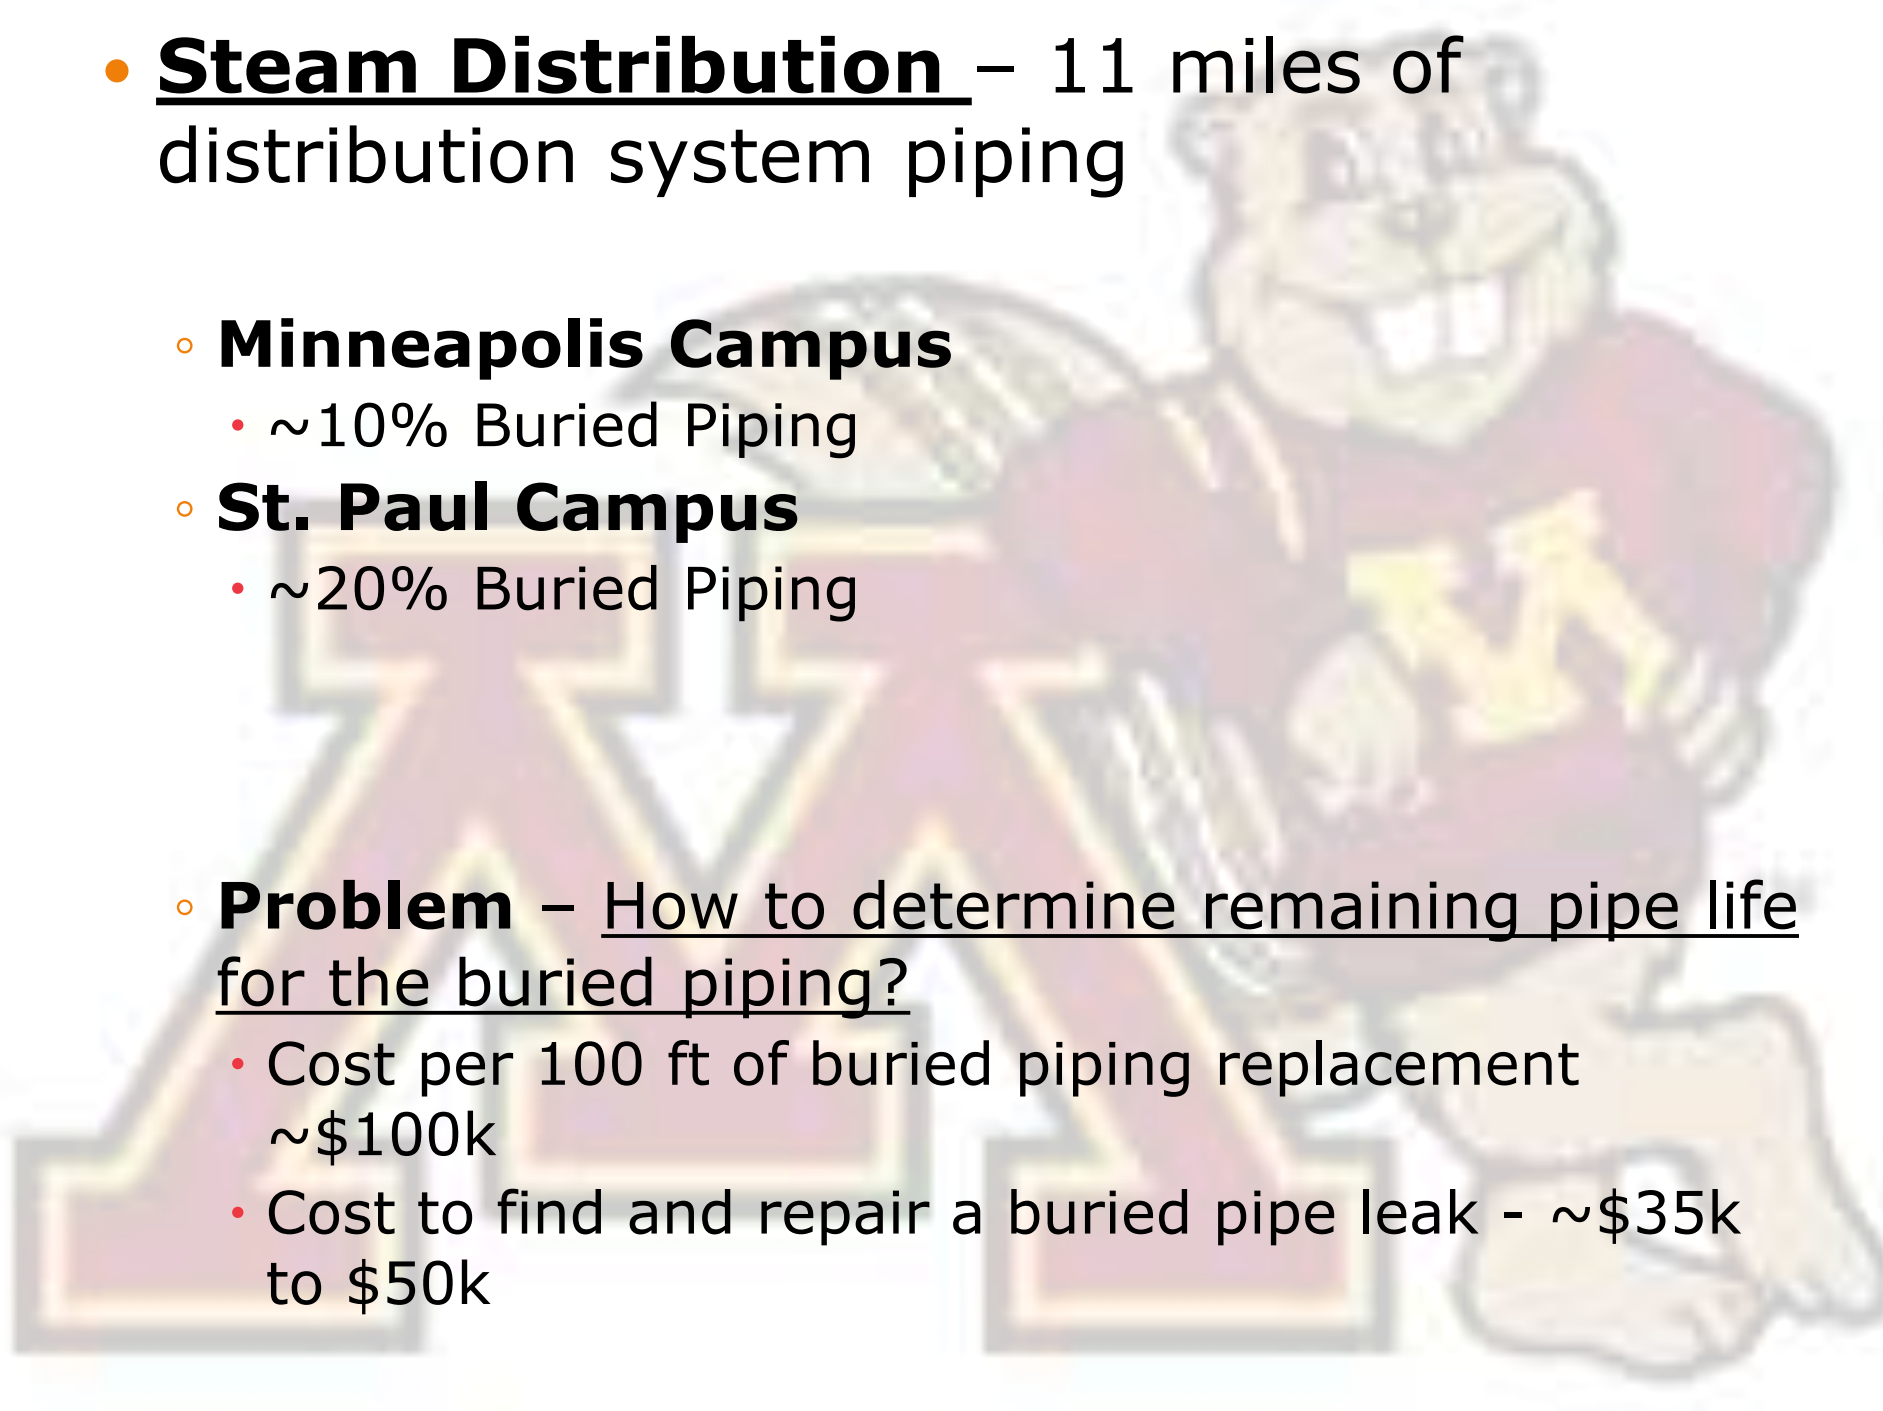 • Steam Distribution – 11 miles of
distribution system piping
◦ Minneapolis Campus
• ~10% Buried Piping
◦ St. Paul Campus
• ~20% Buried Piping
◦ Problem – How to determine remaining pipe life
for the buried piping?
• Cost per 100 ft of buried piping replacement
~$100k
• Cost to find and repair a buried pipe leak - ~$35k
to $50k
M
M